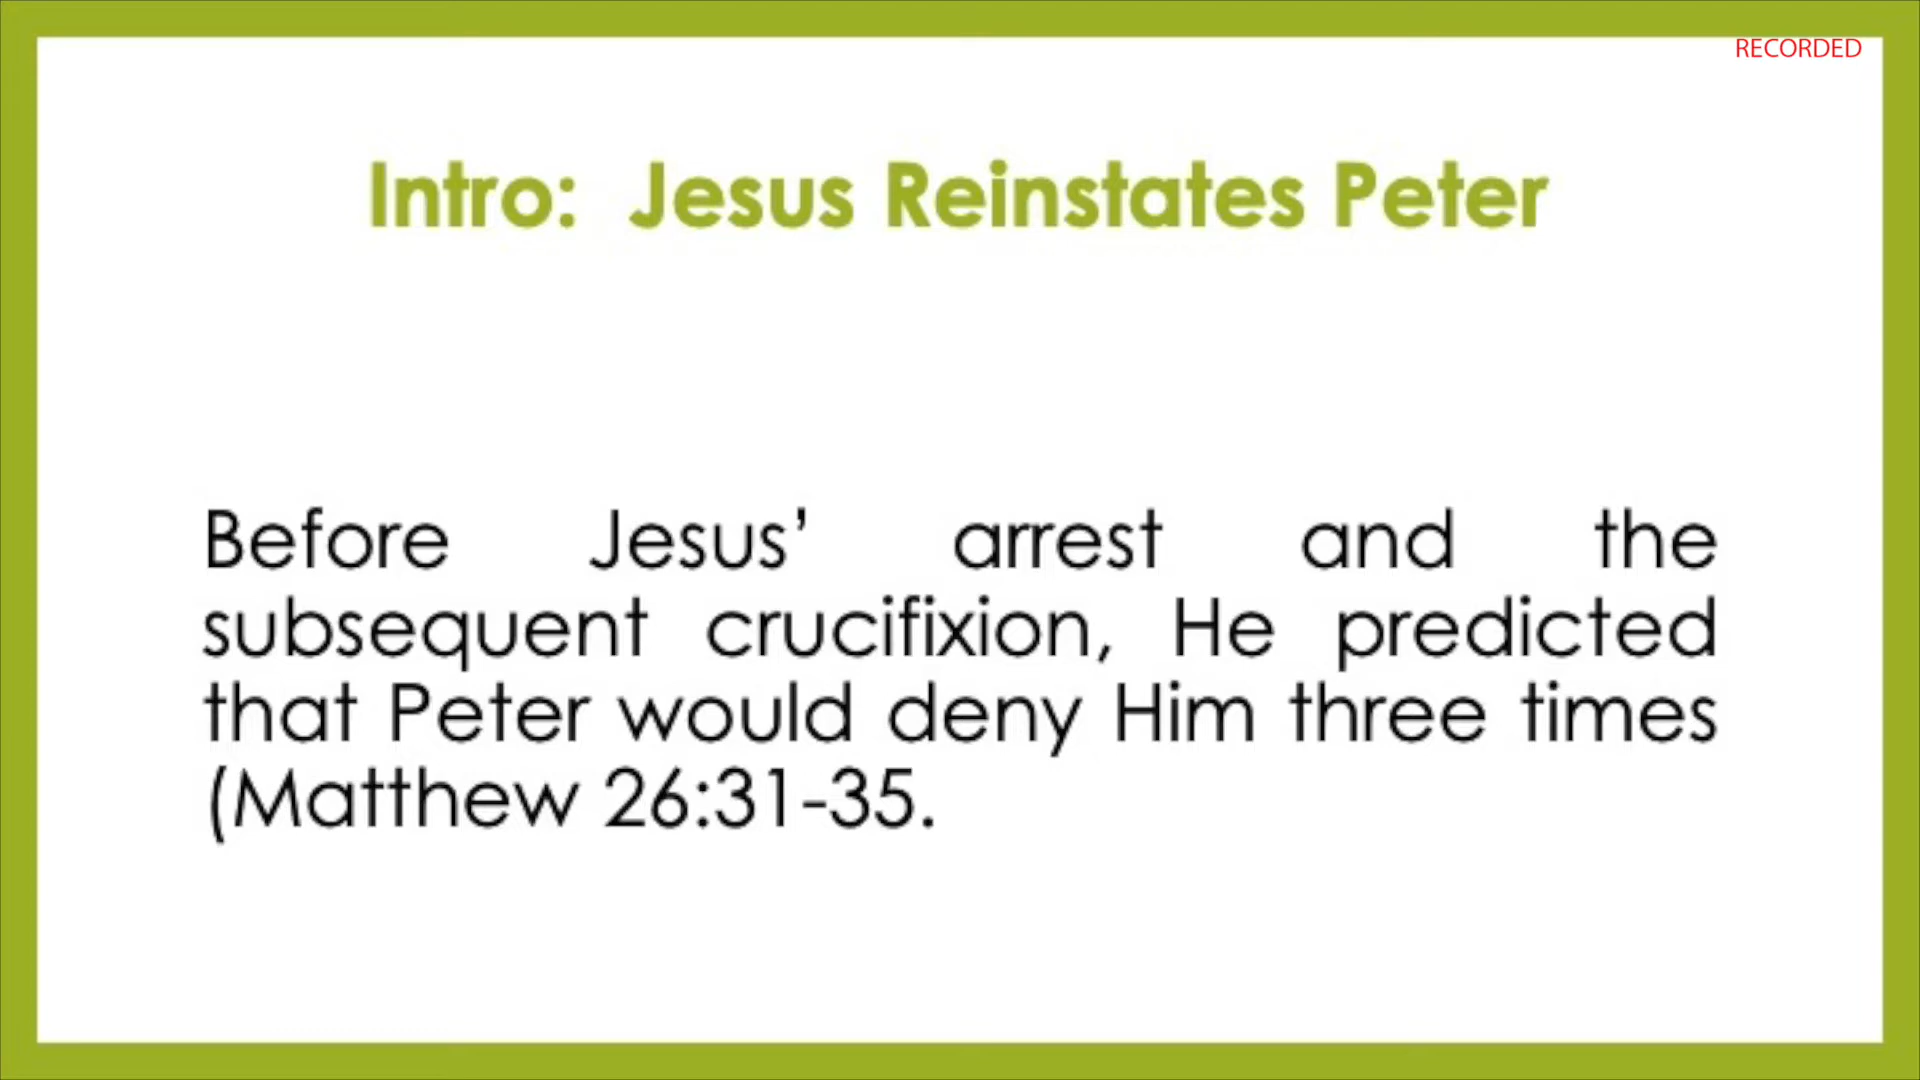 RECORDED
Intro: Jesus Reinstates Peter
Before Jesus’ arrest and the
subsequent crucifixion, He predicted
that Peter would deny Him three times
(Matthew 26:31-35.